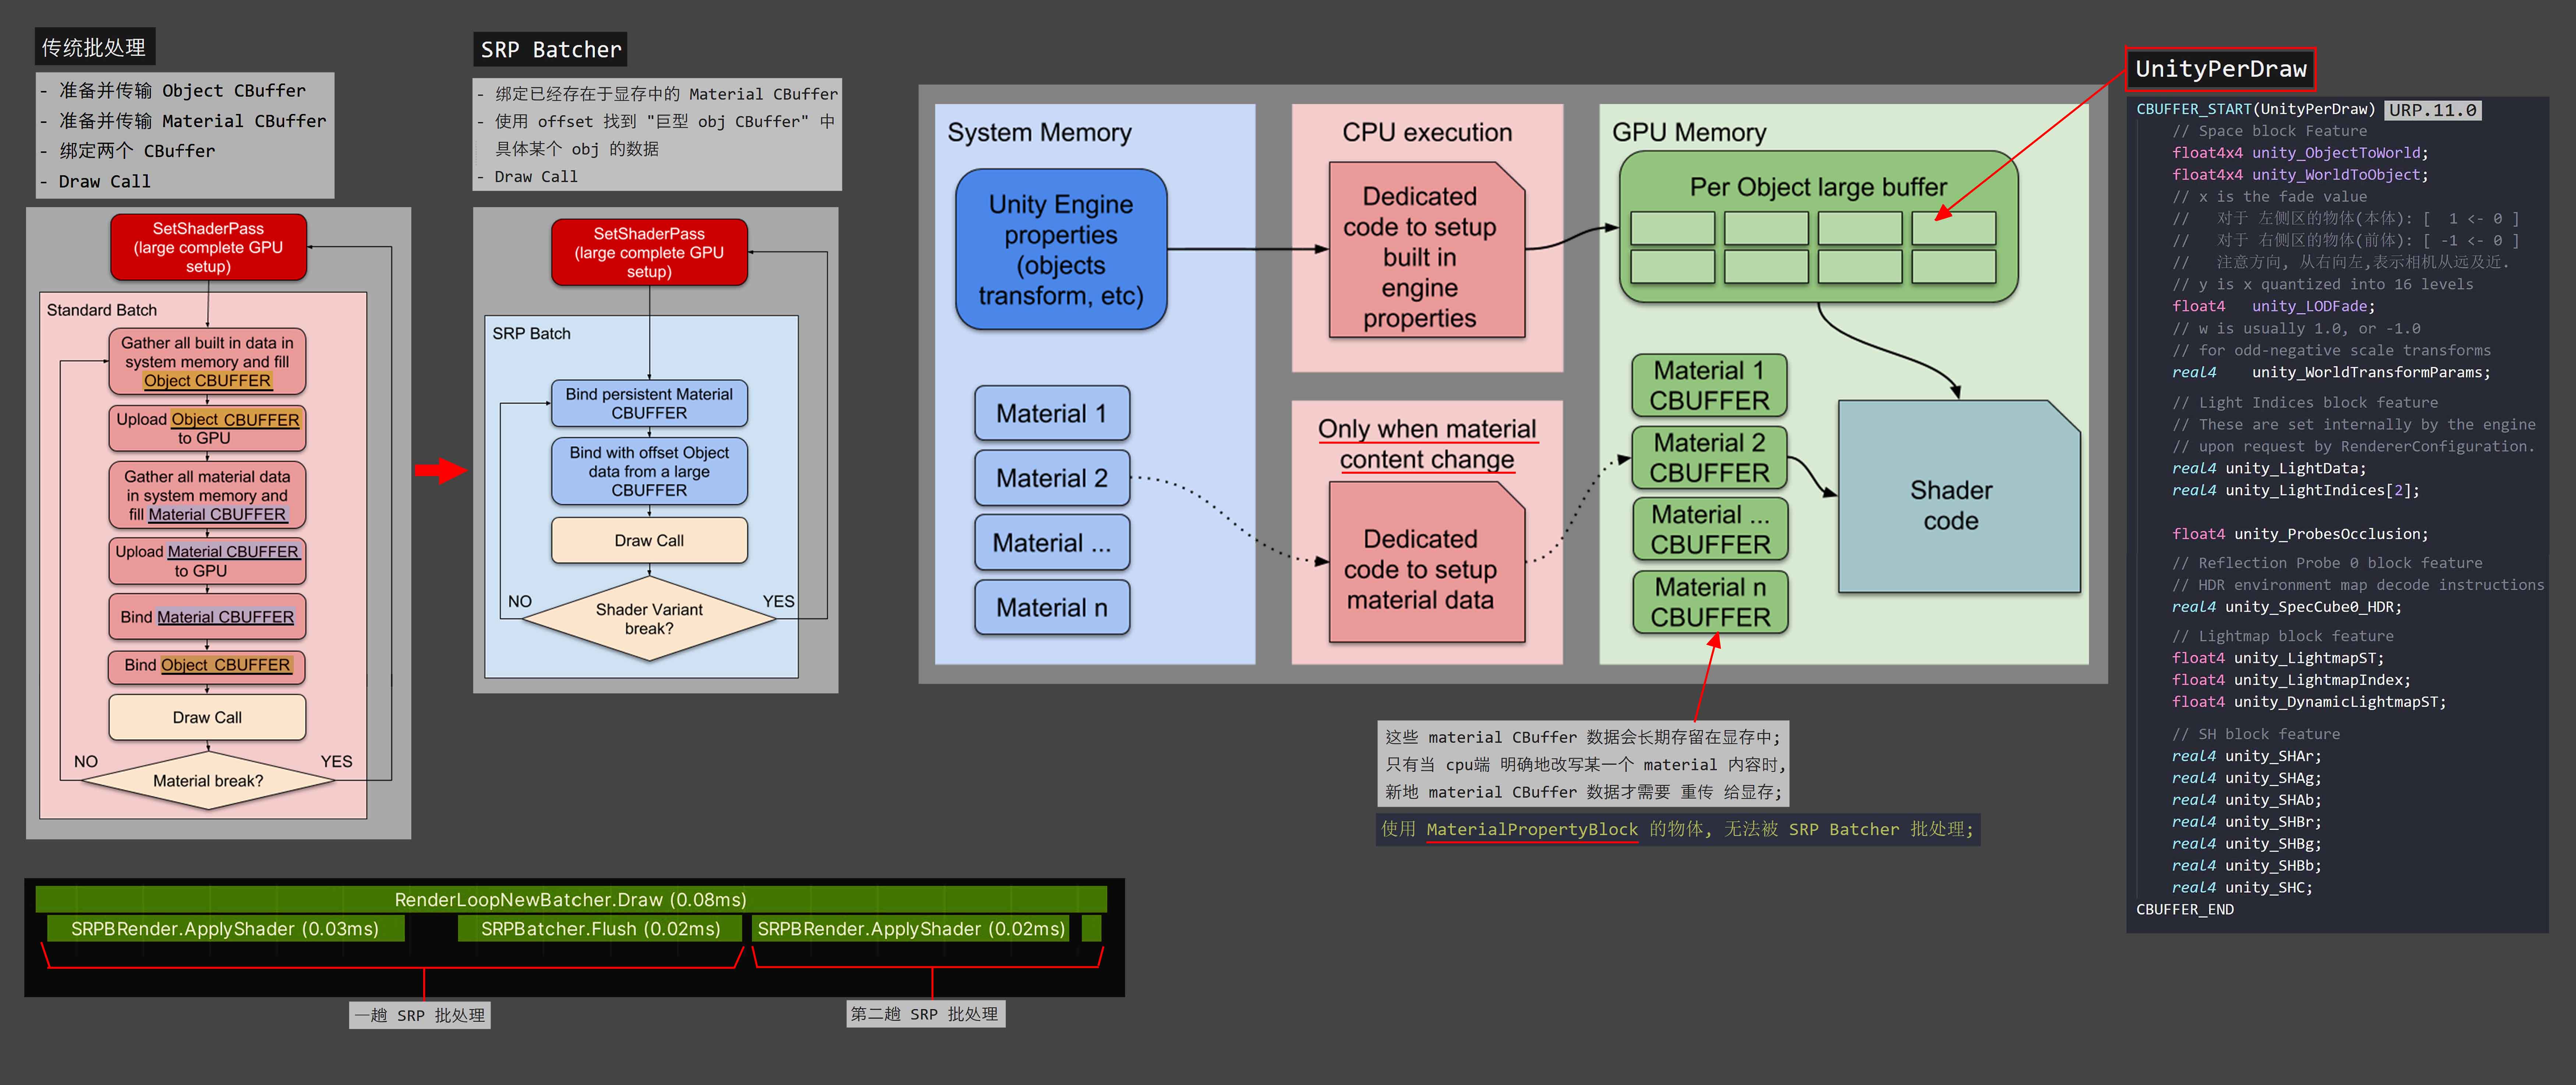 传统批处理
- 准备并传输 Object CBuffer
- 准备并传输 Material CBuffer
- 绑定两个 CBuffer
- Draw Call
SetShaderPass
(large complete GPU
setup)
Standard Batch
Gather all built in data in
system memory and fill
Object CBUFFER
Upload Object CBUFFER
to GPU
Gather all material data
in system memory and
fill Material CBUFFER
Upload Material CBUFFER
to GPU
Bind Material CBUFFER
Bind Object CBUFFER
Draw Call
NO
YES
Material break?
SRP Batcher
- 绑定已经存在于显存中的 Material CBuffer
- 使用 offset 找到 "巨型 obj CBuffer" 中
具体某个 obj 的数据
- Draw Call
SetShaderPass
(large complete GPU
setup)
SRP Batch
Bind persistent Material
CBUFFER
Bind with offset Object
data from a large
CBUFFER
Draw Call
NO
YES
Shader Variant
break?
System Memory
Unity Engine
properties
(objects
transform, etc)
Material 1
Material 2
Material ...
Material n
CPU execution
Dedicated
code to setup
built in
engine
properties
Only when material
content change
Dedicated
code to setup
material data
GPU Memory
Per Object large buffer
Material 1
CBUFFER
Material 2
CBUFFER
Material ...
CBUFFER
Material n
CBUFFER
Shader
code
这些 material CBuffer 数据会长期存留在显存中;
只有当 cpu端 明确地改写某一个 material 内容时,
新地 material CBuffer 数据才需要 重传 给显存;
使用 MaterialPropertyBlock 的物体, 无法被 SRP Batcher 批处理;
UnityPerDraw
CBUFFER_START(UnityPerDraw) URP.11.0
// Space block Feature
float4x4 unity_ObjectToWorld;
float4x4 unity_WorldToObject;
// x is the fade value
// 对于 左侧区的物体(本体): [ 1 <- 0 ]
// 对于 右侧区的物体(前体): [ -1 <- 0 ]
// 注意方向, 从右向左,表示相机从远及近.
// y is x quantized into 16 levels
float4 unity_LODFade;
// w is usually 1.0, or -1.0
// for odd-negative scale transforms
real4 unity_WorldTransformParams;
// Light Indices block feature
// These are set internally by the engine
// upon request by RendererConfiguration.
real4 unity_LightData;
real4 unity_LightIndices[2];
float4 unity_ProbesOcclusion;
// Reflection Probe 0 block feature
// HDR environment map decode instructions
real4 unity_SpecCube0_HDR;
// Lightmap block feature
float4 unity_LightmapST;
float4 unity_LightmapIndex;
float4 unity_DynamicLightmapST;
// SH block feature
real4 unity_SHAr;
real4 unity_SHAg;
real4 unity_SHAb;
real4 unity_SHBr;
real4 unity_SHBg;
real4 unity_SHBb;
real4 unity_SHC;
CBUFFER_END
RenderLoopNewBatcher.Draw (0.08ms)
SRPBRender.ApplyShader (0.03ms)
SRPBatcher.Flush (0.02ms)
SRPBRender.ApplyShader (0.02ms)
一趟 SRP 批处理
第二趟 SRP 批处理